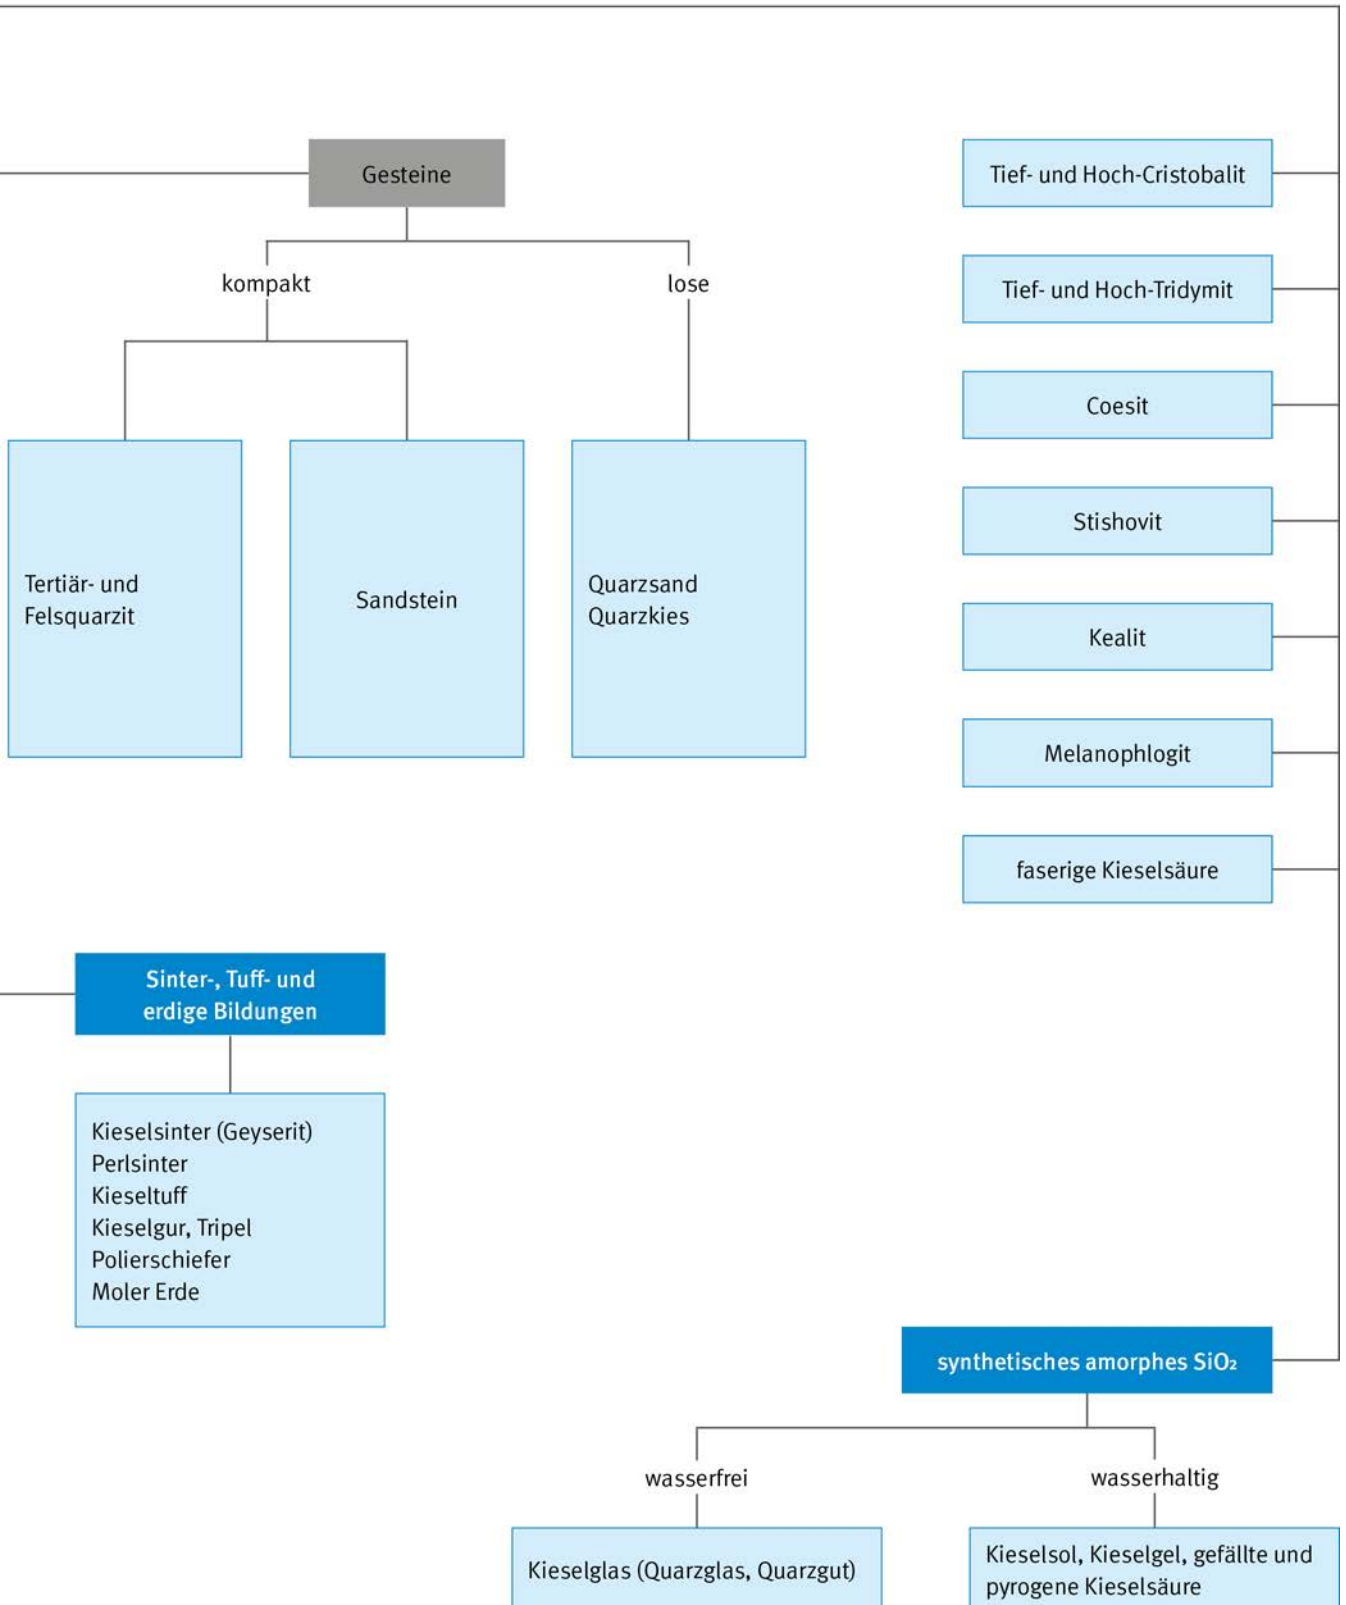 Gesteine
kompakt
lose
Tertiär- und
Felsquarzit
Sandstein
Quarzsand
Quarzkies
Tief- und Hoch-Cristobalit
Tief- und Hoch-Tridymit
Coesit
Stishovit
Kealit
Melanophlogit
faserige Kieselsäure
Sinter-, Tuff- und
erdige Bildungen
Kieselsinter (Geyserit)
Perlsinter
Kieseltuff
Kieselgur, Tripel
Polierschiefer
Moler Erde
synthetisches amorphes SiO₂
wasserfrei
wasserhaltig
Kieselglas (Quarzglas, Quarzgut)
Kieselsol, Kieselgel, gefällte und
pyrogene Kieselsäure